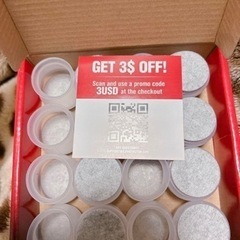 GET 3$ OFF!
Scan and use a promo code
3USD at the checkout